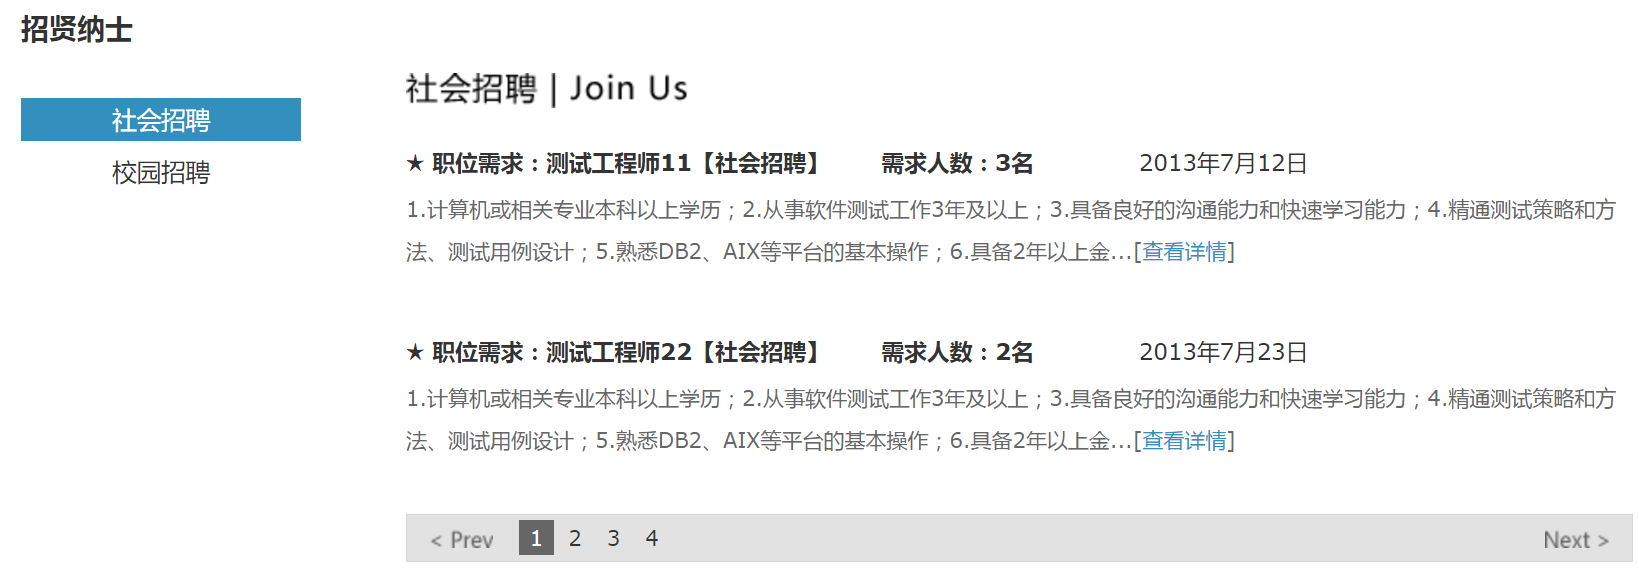 招贤纳士
社会招聘
校园招聘
社会招聘 | Join Us
★ 职位需求：测试工程师11【社会招聘】 需求人数：3名 2013年7月12日
1.计算机或相关专业本科以上学历；2.从事软件测试工作3年及以上；3.具备良好的沟通能力和快速学习能力；4.精通测试策略和方
法、测试用例设计；5.熟悉DB2、AIX等平台的基本操作；6.具备2年以上金...[查看详情]
★ 职位需求：测试工程师22【社会招聘】 需求人数：2名 2013年7月23日
1.计算机或相关专业本科以上学历；2.从事软件测试工作3年及以上；3.具备良好的沟通能力和快速学习能力；4.精通测试策略和方
法、测试用例设计；5.熟悉DB2、AIX等平台的基本操作；6.具备2年以上金...[查看详情]
< Prev 1 2 3 4 Next >